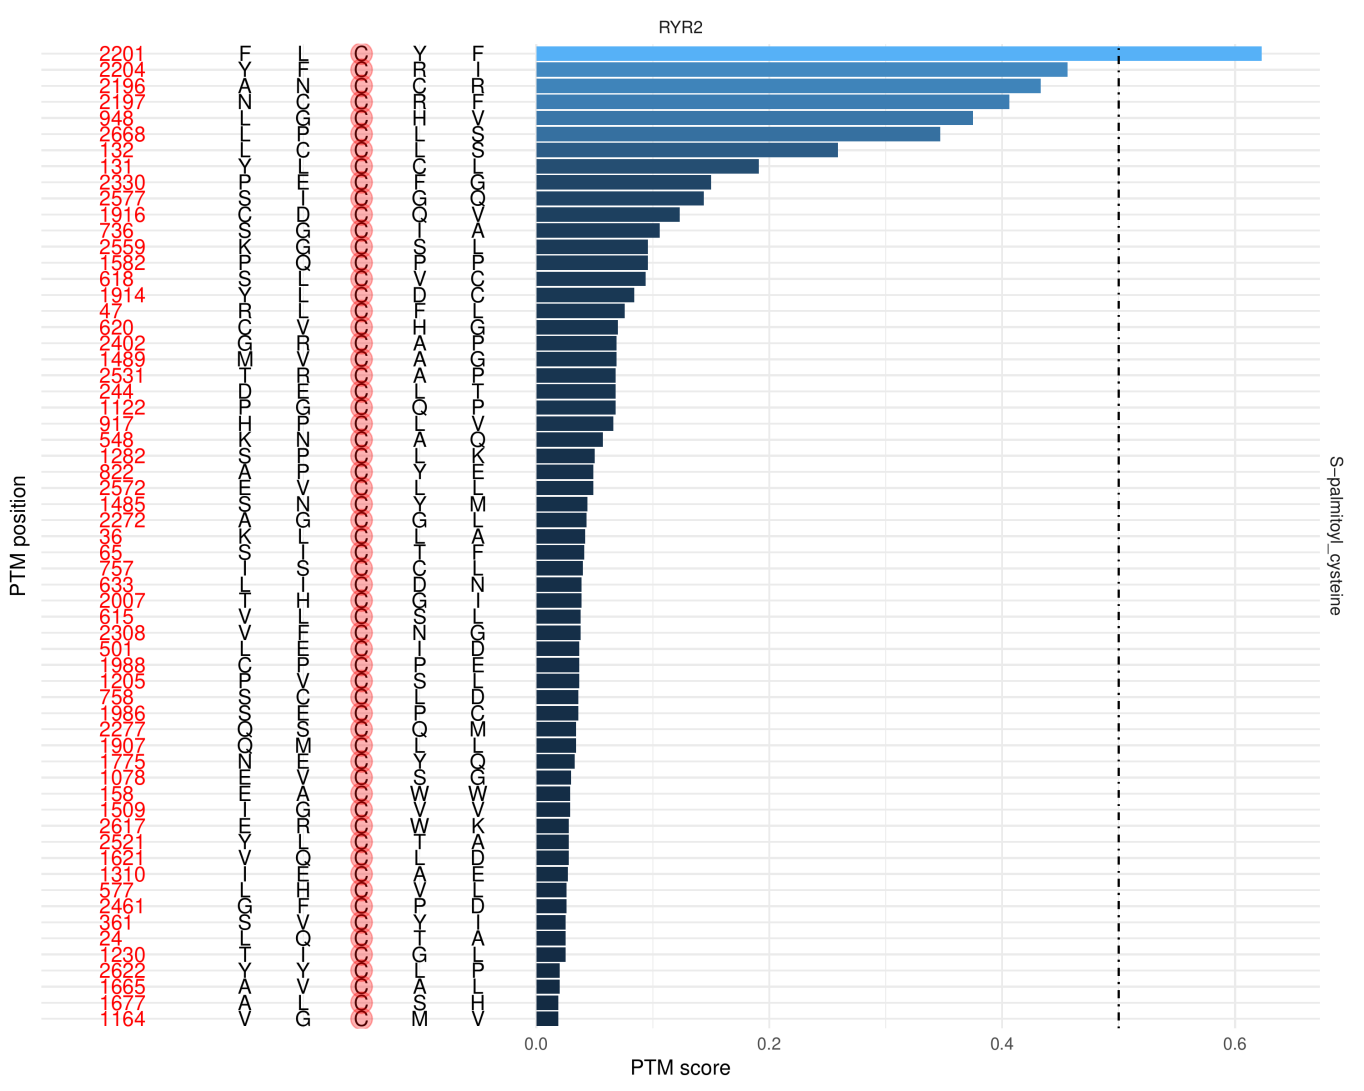 RYR2
2201 F L C Y F
2204 Y F C R I
2196 A N C C R
2197 N C C R F
948 L G C H V
2668 L P C L S
132 L C C L S
131 Y L C C L
2330 P E C F G
2577 S I C G Q
1916 C D C Q V
736 S G C I A
2559 K G C S L
1582 P Q C P P
618 S L C V C
1914 Y L C D C
47 R L C F L
620 C V C H G
2402 G R C A P
1489 M V C A G
2531 T R C A P
244 D E C L T
1122 P G C Q P
917 H P C L V
548 K N C A Q
1282 S P C L K
822 A P C Y E
2572 E V C L L
1485 S N C Y M
2272 A G C G L
36 K L C L A
65 S I C T F
757 I S C C L
633 L I C D N
2007 T H C G I
615 V L C S L
2308 V F C N G
501 L E C I D
1988 C P C P E
1205 P V C S L
758 S C C L D
1986 S E C P C
2277 Q S C Q M
1907 Q M C L L
1775 N E C Y Q
1078 E V C S G
158 E A C W W
1509 I G C V V
2617 E R C W K
2521 Y L C T A
1621 V Q C L D
1310 I E C A E
577 L H C V L
2461 G F C P D
361 S V C Y I
24 L Q C T A
1230 T I C G L
2622 Y Y C L P
1665 A V C A L
1677 A L C S H
1164 V G C M V
0.0 0.2 0.4 0.6
PTM score
PTM position
S-palmitoyl_cysteine